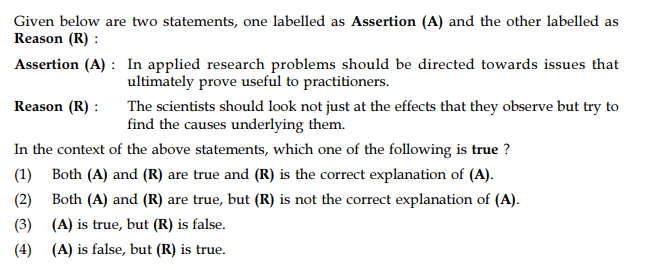 Given below are two statements, one labelled as Assertion (A) and the other labelled as
Reason (R) :
Assertion (A) : In applied research problems should be directed towards issues that
ultimately prove useful to practitioners.
Reason (R) : The scientists should look not just at the effects that they observe but try to
find the causes underlying them.
In the context of the above statements, which one of the following is true ?
(1) Both (A) and (R) are true and (R) is the correct explanation of (A).
(2) Both (A) and (R) are true, but (R) is not the correct explanation of (A).
(3) (A) is true, but (R) is false.
(4) (A) is false, but (R) is true.